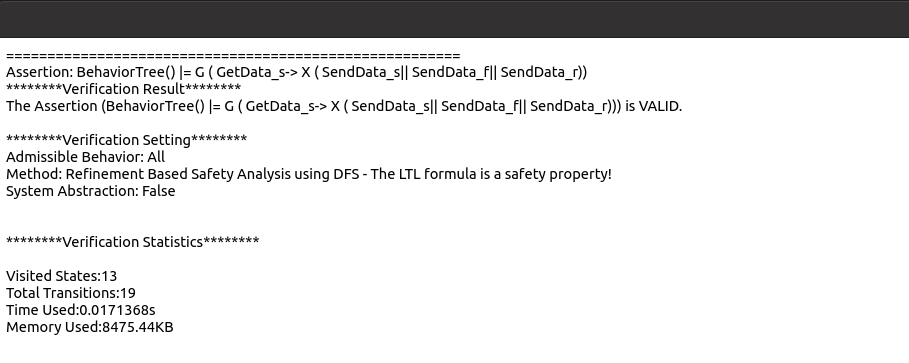 =======================================================
Assertion: BehaviorTree() |= G ( GetData_s-> X ( SendData_s|| SendData_f|| SendData_r))
********Verification Result********
The Assertion (BehaviorTree() |= G ( GetData_s-> X ( SendData_s|| SendData_f|| SendData_r))) is VALID.
********Verification Setting********
Admissible Behavior: All
Method: Refinement Based Safety Analysis using DFS - The LTL formula is a safety property!
System Abstraction: False
********Verification Statistics********
Visited States:13
Total Transitions:19
Time Used:0.0171368s
Memory Used:8475.44KB